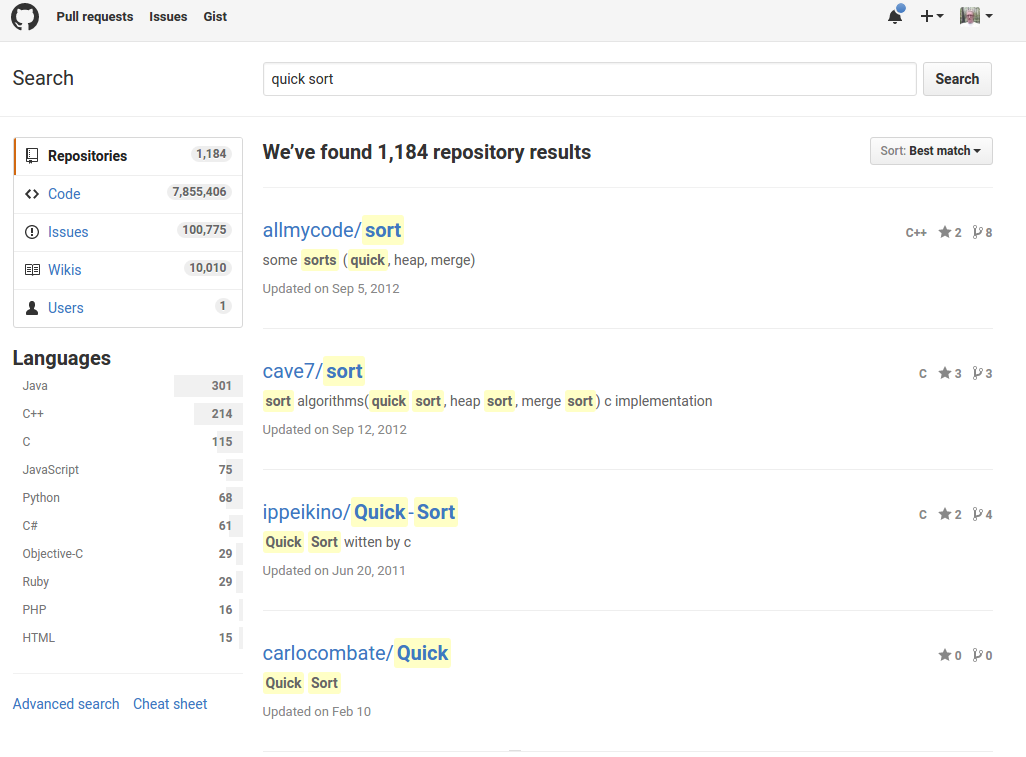 Pull requests Issues Gist
Search
quick sort
Search
Repositories 1,184
Code 7,855,406
Issues 100,775
Wikis 10,010
Users 1
Languages
Java 301
C++ 214
C 115
JavaScript 75
Python 68
C# 61
Objective-C 29
Ruby 29
PHP 16
HTML 15
Advanced search Cheat sheet
We've found 1,184 repository results
Sort: Best match
allmycode/sort
C++ 2 8
some sorts (quick, heap, merge)
Updated on Sep 5, 2012
cave7/sort
C 3 3
sort algorithms(quick sort, heap sort, merge sort) c implementation
Updated on Sep 12, 2012
ippeikino/Quick-Sort
C 2 4
Quick Sort witten by c
Updated on Jun 20, 2011
carlocombate/Quick
0 0
Quick Sort
Updated on Feb 10